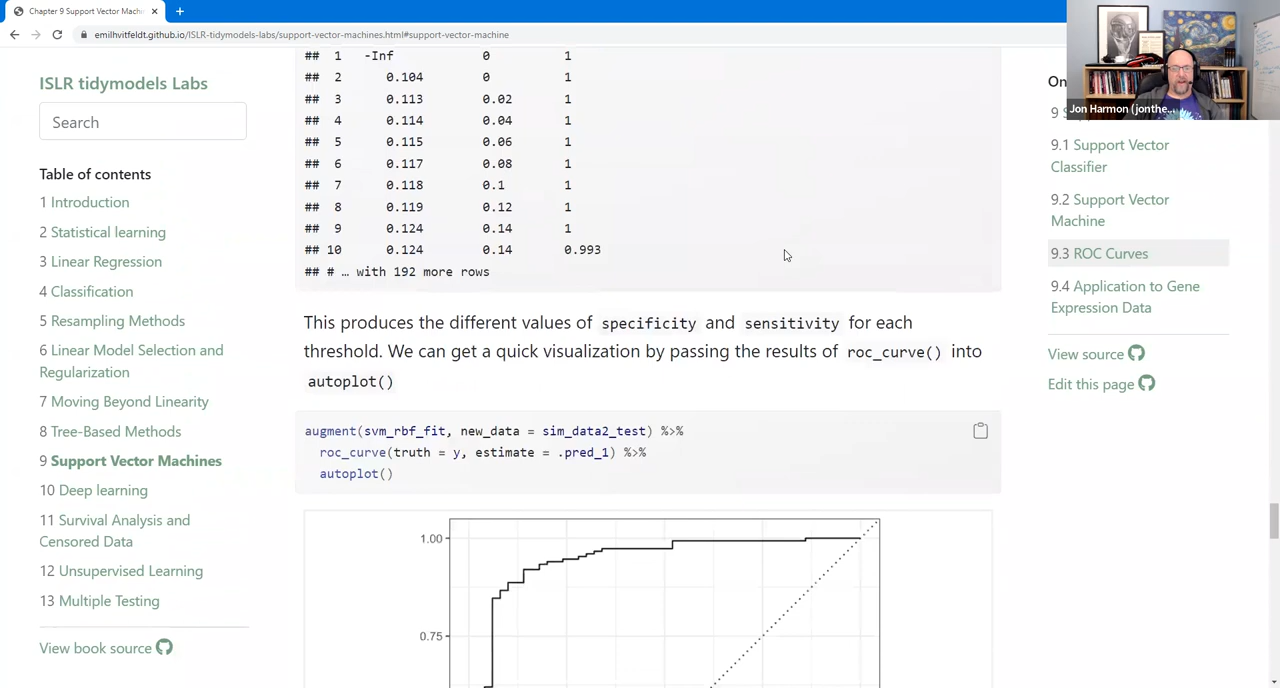 Chapter 9 Support Vector Machin
emilhvitfeldt.github.io/ISLR-tidymodels-labs/support-vector-machines.html#support-vector-machine
ISLR tidymodels Labs
Search
Table of contents
1 Introduction
2 Statistical learning
3 Linear Regression
4 Classification
5 Resampling Methods
6 Linear Model Selection and
Regularization
7 Moving Beyond Linearity
8 Tree-Based Methods
9 Support Vector Machines
10 Deep learning
11 Survival Analysis and
Censored Data
12 Unsupervised Learning
13 Multiple Testing
View book source
## 1 -Inf 0 1
## 2 0.104 0 1
## 3 0.113 0.02 1
## 4 0.114 0.04 1
## 5 0.115 0.06 1
## 6 0.117 0.08 1
## 7 0.118 0.1 1
## 8 0.119 0.12 1
## 9 0.124 0.14 1
## 10 0.124 0.14 0.993
## # … with 192 more rows
This produces the different values of specificity and sensitivity for each
threshold. We can get a quick visualization by passing the results of roc_curve() into
autoplot()
augment(svm_rbf_fit, new_data = sim_data2_test) %>%
roc_curve(truth = y, estimate = .pred_1) %>%
autoplot()
1.00
0.75
Jon Harmon (jonthe...
On
9
9.1 Support Vector
Classifier
9.2 Support Vector
Machine
9.3 ROC Curves
9.4 Application to Gene
Expression Data
View source
Edit this page